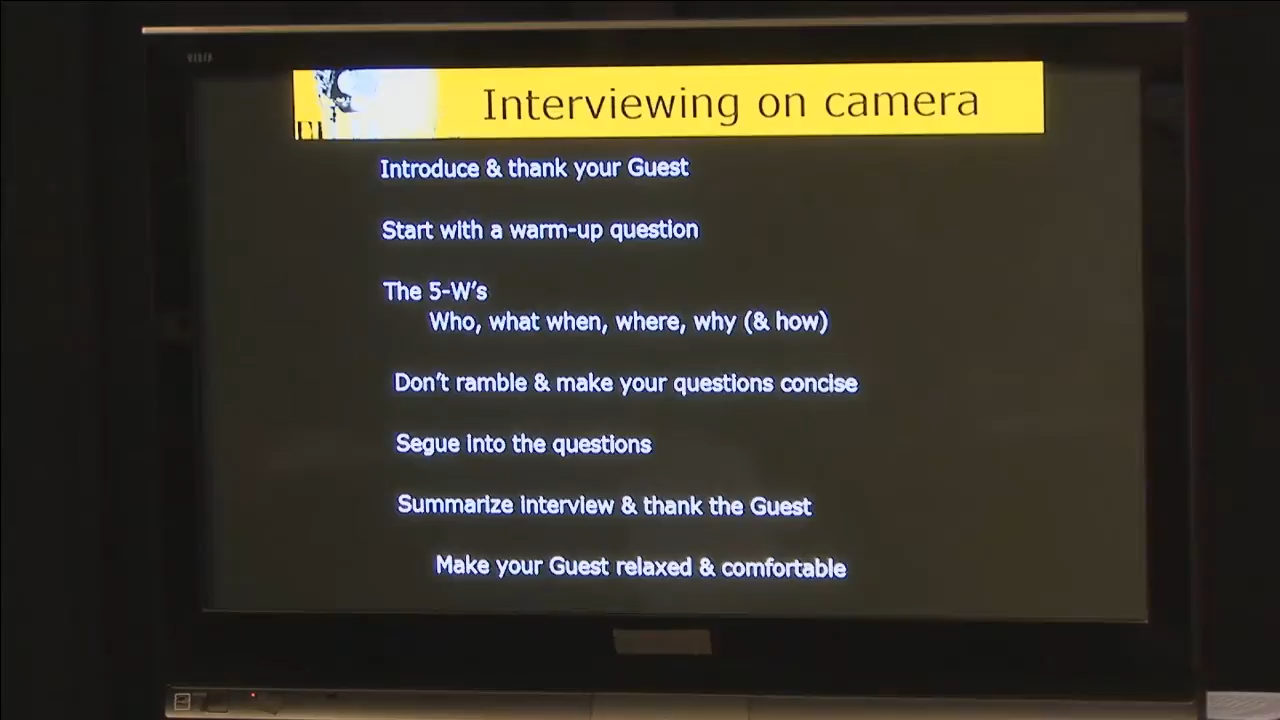 Interviewing on camera
Introduce & thank your Guest
Start with a warm-up question
The 5-W's
Who, what when, where, why (& how)
Don't ramble & make your questions concise
Segue into the questions
Summarize interview & thank the Guest
Make your Guest relaxed & comfortable